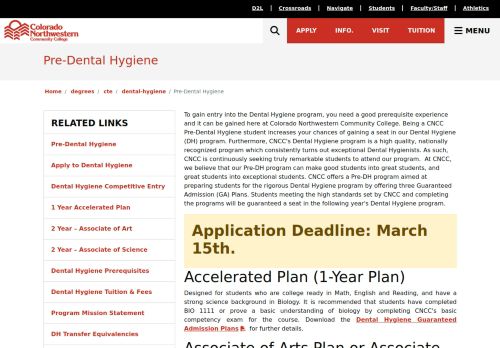 D2L | Crossroads | Navigate | Students | Faculty/Staff | Athletics
Colorado
Northwestern
Community College
APPLY INFO. VISIT TUITION MENU
Pre-Dental Hygiene
Home / degrees / cte / dental-hygiene / Pre-Dental Hygiene
RELATED LINKS
Pre-Dental Hygiene
Apply to Dental Hygiene
Dental Hygiene Competitive Entry
1 Year Accelerated Plan
2 Year – Associate of Art
2 Year – Associate of Science
Dental Hygiene Prerequisites
Dental Hygiene Tuition & Fees
Program Mission Statement
DH Transfer Equivalencies
To gain entry into the Dental Hygiene program, you need a good prerequisite experience
and it can be gained here at Colorado Northwestern Community College. Being a CNCC
Pre-Dental Hygiene student increases your chances of gaining a seat in our Dental Hygiene
(DH) program. Furthermore, CNCC's Dental Hygiene program is a high quality, nationally
recognized program which consistently turns out exceptional Dental Hygienists. As such,
CNCC is continuously seeking truly remarkable students to attend our program. At CNCC,
we believe that our Pre-DH program can make good students into great students, and
great students into exceptional students. CNCC offers a Pre-DH program aimed at
preparing students for the rigorous Dental Hygiene program by offering three Guaranteed
Admission (GA) Plans. Students meeting the high standards set by CNCC and completing
the programs will be guaranteed a seat in the following year's Dental Hygiene program.
Application Deadline: March
15th.
Accelerated Plan (1-Year Plan)
Designed for students who are college ready in Math, English and Reading, and have a
strong science background in Biology. It is recommended that students have completed
BIO 1111 or prove a basic understanding of biology by completing CNCC's basic
competency exam for the course. Download the Dental Hygiene Guaranteed
Admission Plans for further details.
Associate of Arts Plan or Associate